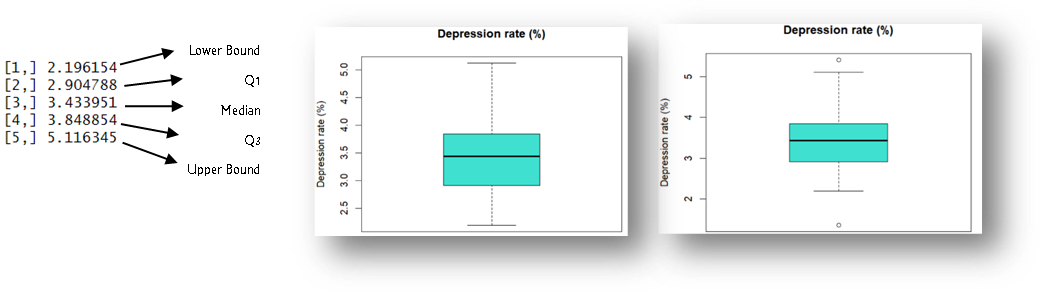 [1,] 2.196154
[2,] 2.904788
[3,] 3.433951
[4,] 3.848854
[5,] 5.116345
Lower Bound
Q1
Median
Q3
Upper Bound
Depression rate (%)
Depression rate (%)
5.0
4.5
4.0
3.5
3.0
2.5
Depression rate (%)
Depression rate (%)
5
4
3
2